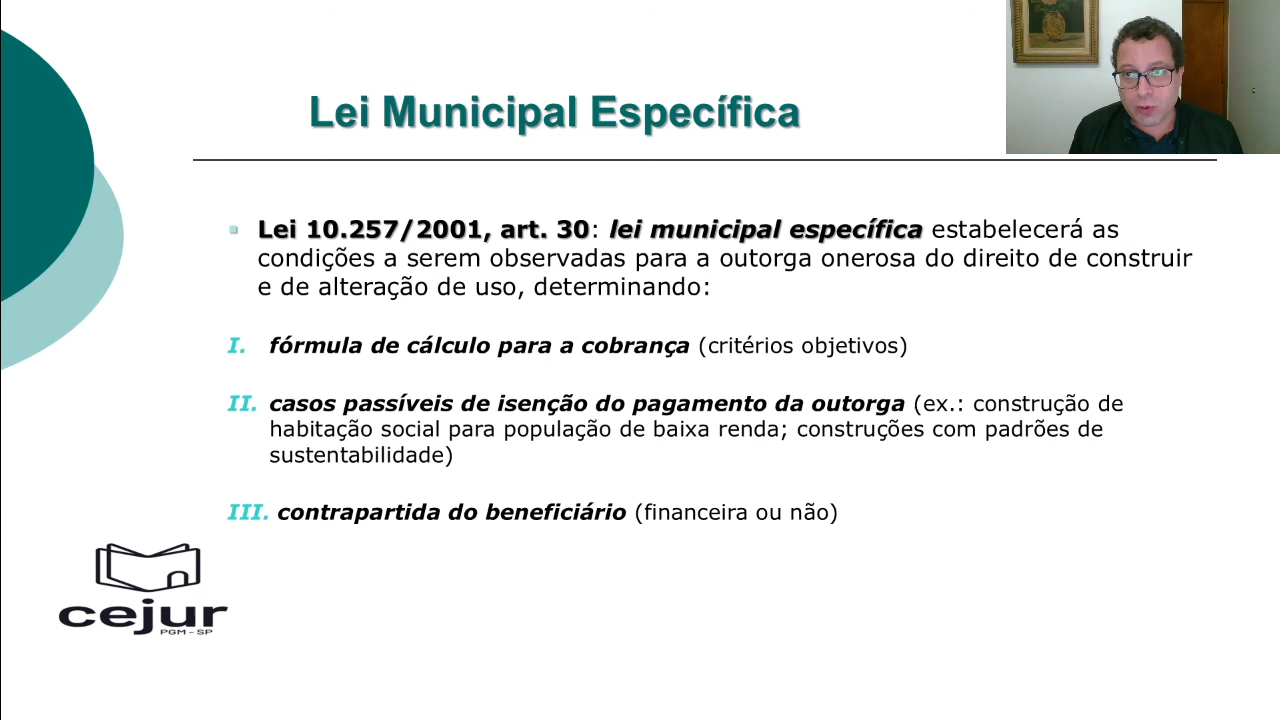 Lei Municipal Específica
▪ Lei 10.257/2001, art. 30: lei municipal específica estabelecerá as
condições a serem observadas para a outorga onerosa do direito de construir
e de alteração de uso, determinando:
I. fórmula de cálculo para a cobrança (critérios objetivos)
II. casos passíveis de isenção do pagamento da outorga (ex.: construção de
habitação social para população de baixa renda; construções com padrões de
sustentabilidade)
III. contrapartida do beneficiário (financeira ou não)
cejur
PGM - SP